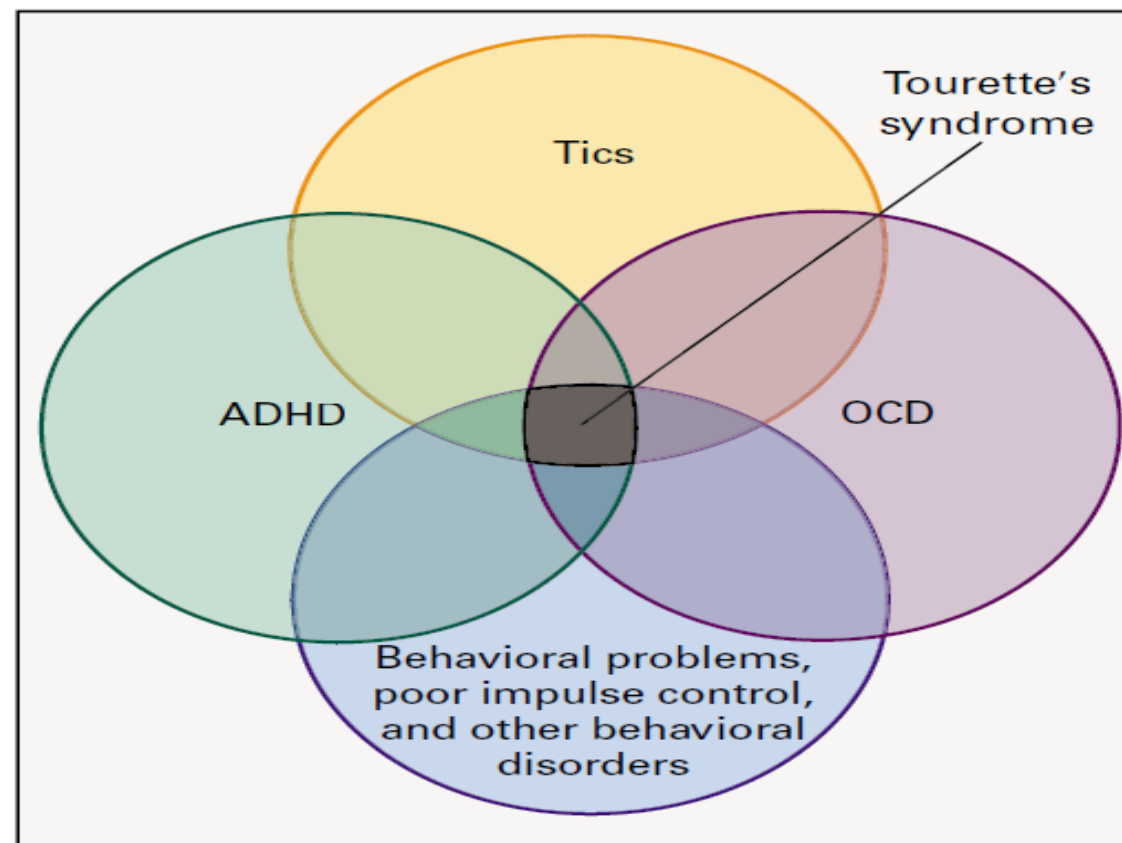 Tourette's
syndrome
Tics
ADHD
OCD
Behavioral problems,
poor impulse control,
and other behavioral
disorders